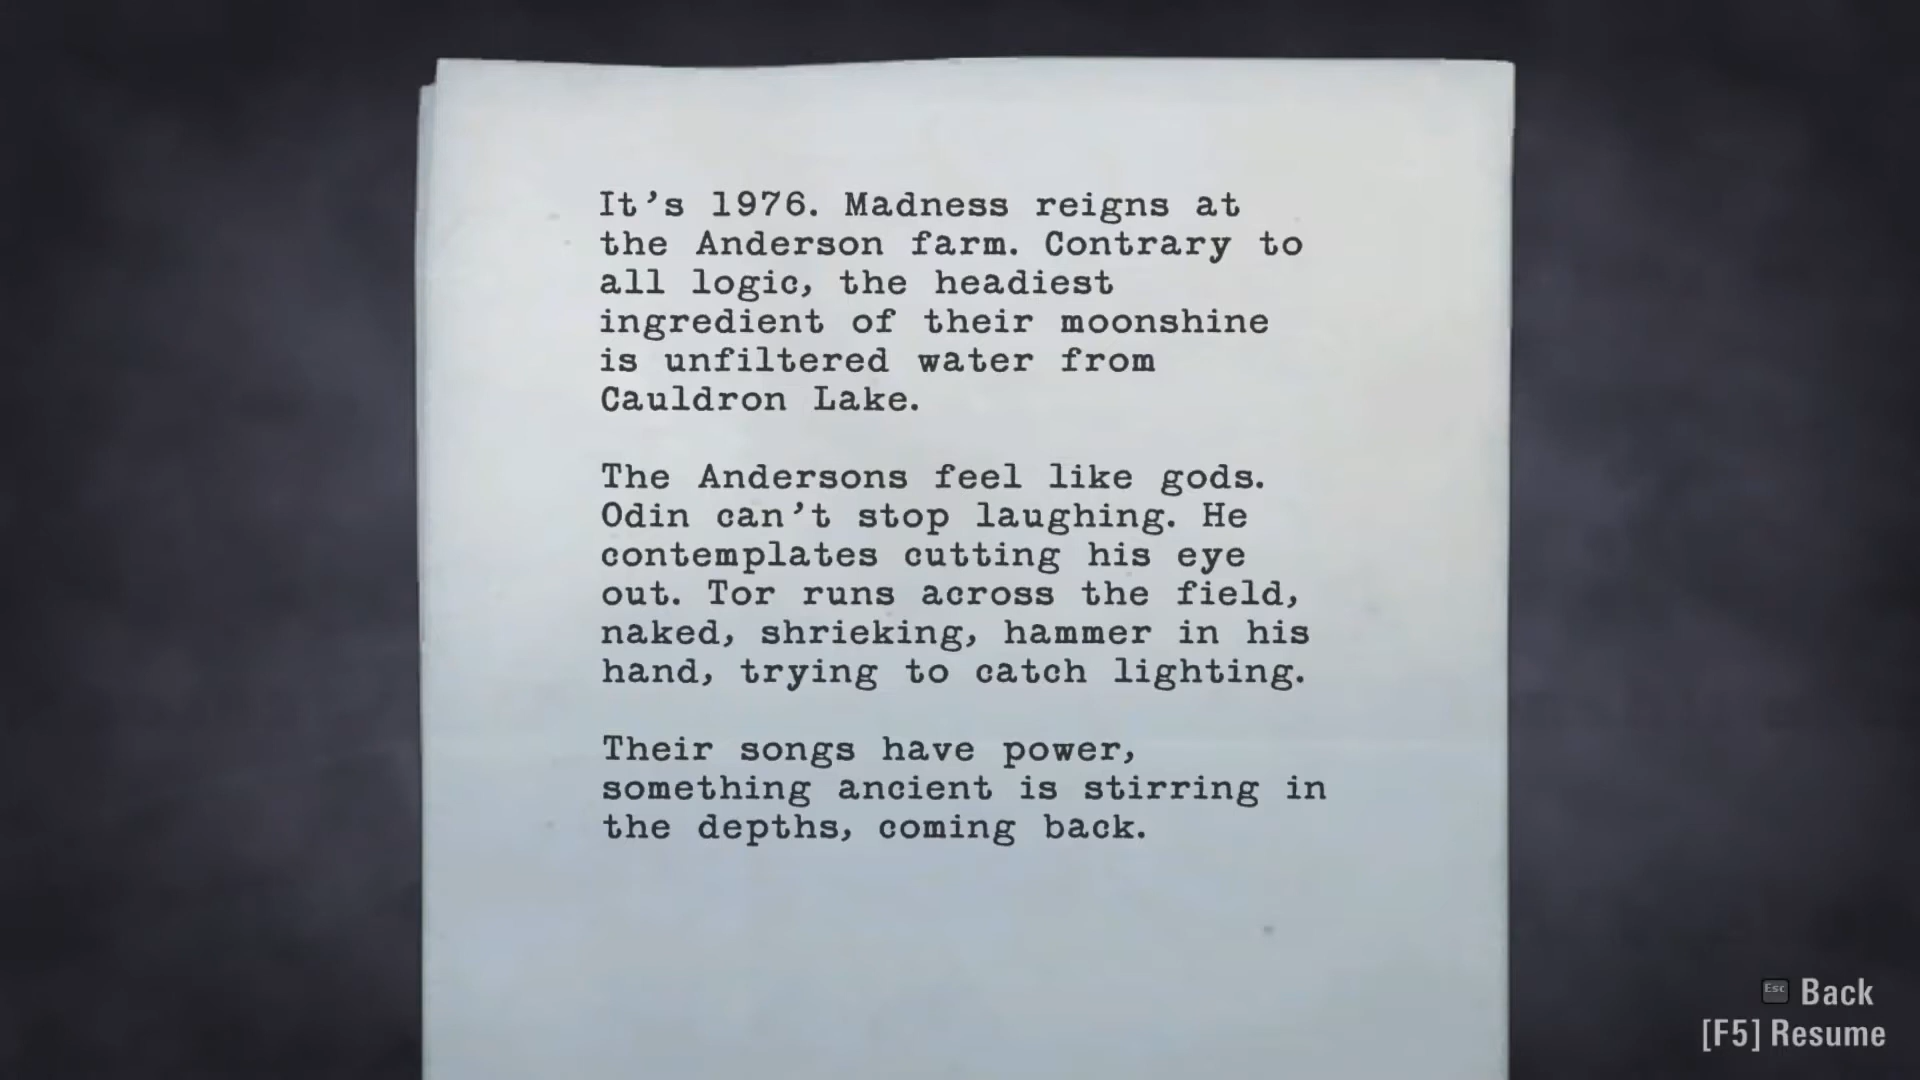 It's 1976. Madness reigns at
the Anderson farm. Contrary to
all logic, the headiest
ingredient of their moonshine
is unfiltered water from
Cauldron Lake.
The Andersons feel like gods.
Odin can't stop laughing. He
contemplates cutting his eye
out. Tor runs across the field,
naked, shrieking, hammer in his
hand, trying to catch lighting.
Their songs have power,
something ancient is stirring in
the depths, coming back.
Esc Back
[F5] Resume